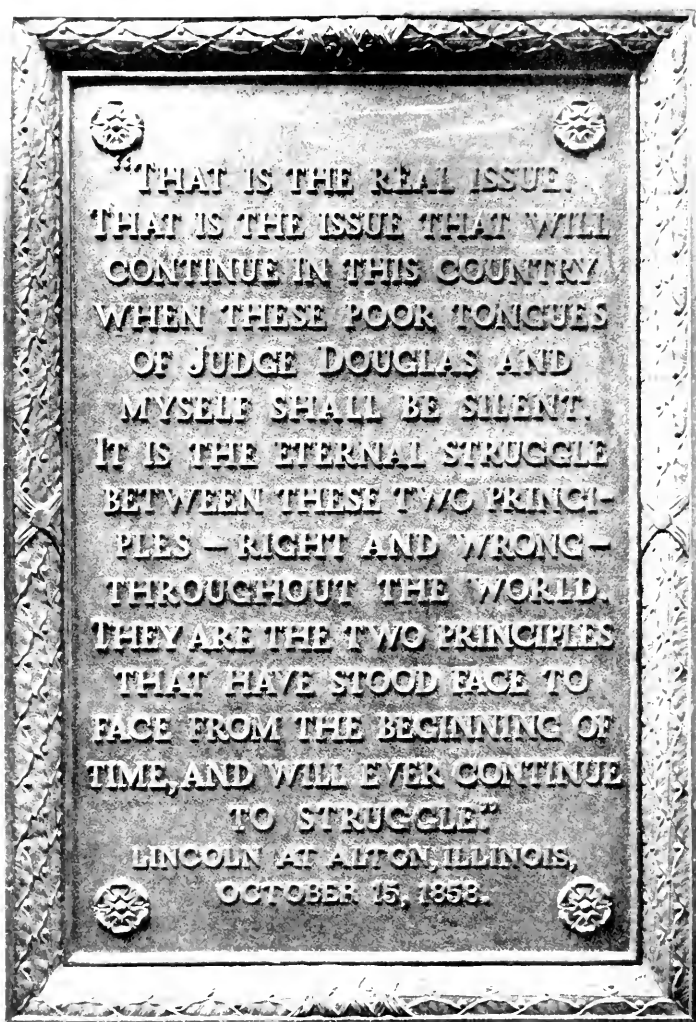 "THAT IS THE REAL ISSUE.
THAT IS THE ISSUE THAT WILL
CONTINUE IN THIS COUNTRY
WHEN THESE POOR TONGUES
OF JUDGE DOUGLAS AND
MYSELF SHALL BE SILENT.
IT IS THE ETERNAL STRUGGLE
BETWEEN THESE TWO PRINCI-
PLES – RIGHT AND WRONG –
THROUGHOUT THE WORLD.
THEY ARE THE TWO PRINCIPLES
THAT HAVE STOOD FACE TO
FACE FROM THE BEGINNING OF
TIME, AND WILL EVER CONTINUE
TO STRUGGLE."
LINCOLN AT ALTON, ILLINOIS,
OCTOBER 15, 1858.